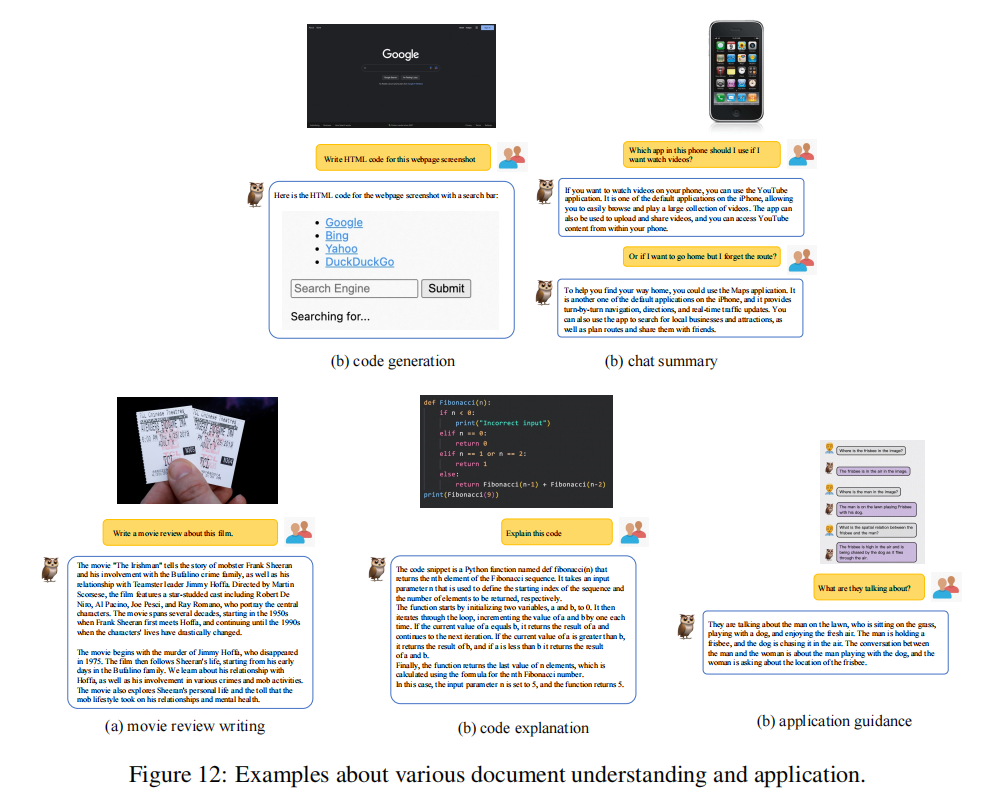 Google
Write HTML code for this webpage screenshot
Here is the HTML code for the webpage screenshot with a search bar:
Google
Bing
Yahoo
DuckDuckGo
Search Engine
Submit
Searching for...
(b) code generation
Which app in this phone should I use if I
want watch videos?
If you want to watch videos on your phone, you can use the YouTube
application. It is one of the default applications on the iPhone, allowing
you to easily browse and play a large collection of videos. The app can
also be used to upload and share videos, and you can access YouTube
content from within your phone.
Or if I want to go home but I forget the route?
To help you find your way home, you could use the Maps application. It
is another one of the default applications on the iPhone, and it provides
turn-by-turn navigation, directions, and real-time traffic updates. You
can also use the app to search for local businesses and attractions, as
well as plan routes and share them with friends.
(b) chat summary
Write a movie review about this film.
The movie "The Irishman" tells the story of mobster Frank Sheeran
and his involvement with the Bufalino crime family, as well as his
relationship with Teamster leader Jimmy Hoffa. Directed by Martin
Scorsese, the film features a star-studded cast including Robert De
Niro, Al Pacino, Joe Pesci, and Ray Romano, who portray the central
characters. The movie spans several decades, starting in the 1950s
when Frank Sheeran first meets Hoffa, and continuing until the 1990s
when the characters' lives have drastically changed.
The movie begins with the murder of Jimmy Hoffa, who disappeared
in 1975. The film then follows Sheeran's life, starting from his early
days in the Bufalino family. We learn about his relationship with
Hoffa, as well as his involvement in various crimes and mob activities.
The movie also explores Sheeran's personal life and the toll that the
mob lifestyle took on his relationships and mental health.
(a) movie review writing
def Fibonacci(n):
if n < 0:
print("Incorrect input")
elif n == 0:
return 0
elif n == 1 or n == 2:
return 1
else:
return Fibonacci(n-1) + Fibonacci(n-2)
print(Fibonacci(9))
Explain this code
The code snippet is a Python function named def fibonacci(n) that
returns the nth element of the Fibonacci sequence. It takes an input
parameter n that is used to define the starting index of the sequence and
the number of elements to be returned, respectively.
The function starts by initializing two variables, a and b, to 0. It then
iterates through the loop, incrementing the value of a and b by one each
time. If the current value of a equals b, it returns the result of a and
continues to the next iteration. If the current value of a is greater than b,
it returns the result of b, and if a is less than b it returns the result
of a and b.
Finally, the function returns the last value of n elements, which is
calculated using the formula for the nth Fibonacci number.
In this case, the input parameter n is set to 5, and the function returns 5.
(b) code explanation
Where is the frisbee in the image?
The frisbee is in the air in the image.
Where is the man in the image?
The man is on the lawn playing Frisbee
with his dog.
What is the spatial relation between the
frisbee and the man?
The frisbee is high in the air and is
being chased by the dog as it flies
through the air.
What are they talking about?
They are talking about the man on the lawn, who is sitting on the grass,
playing with a dog, and enjoying the fresh air. The man is holding a
frisbee, and the dog is chasing it in the air. The conversation between
the man and the woman is about the man playing with the dog, and the
woman is asking about the location of the frisbee.
(b) application guidance
Figure 12: Examples about various document understanding and application.